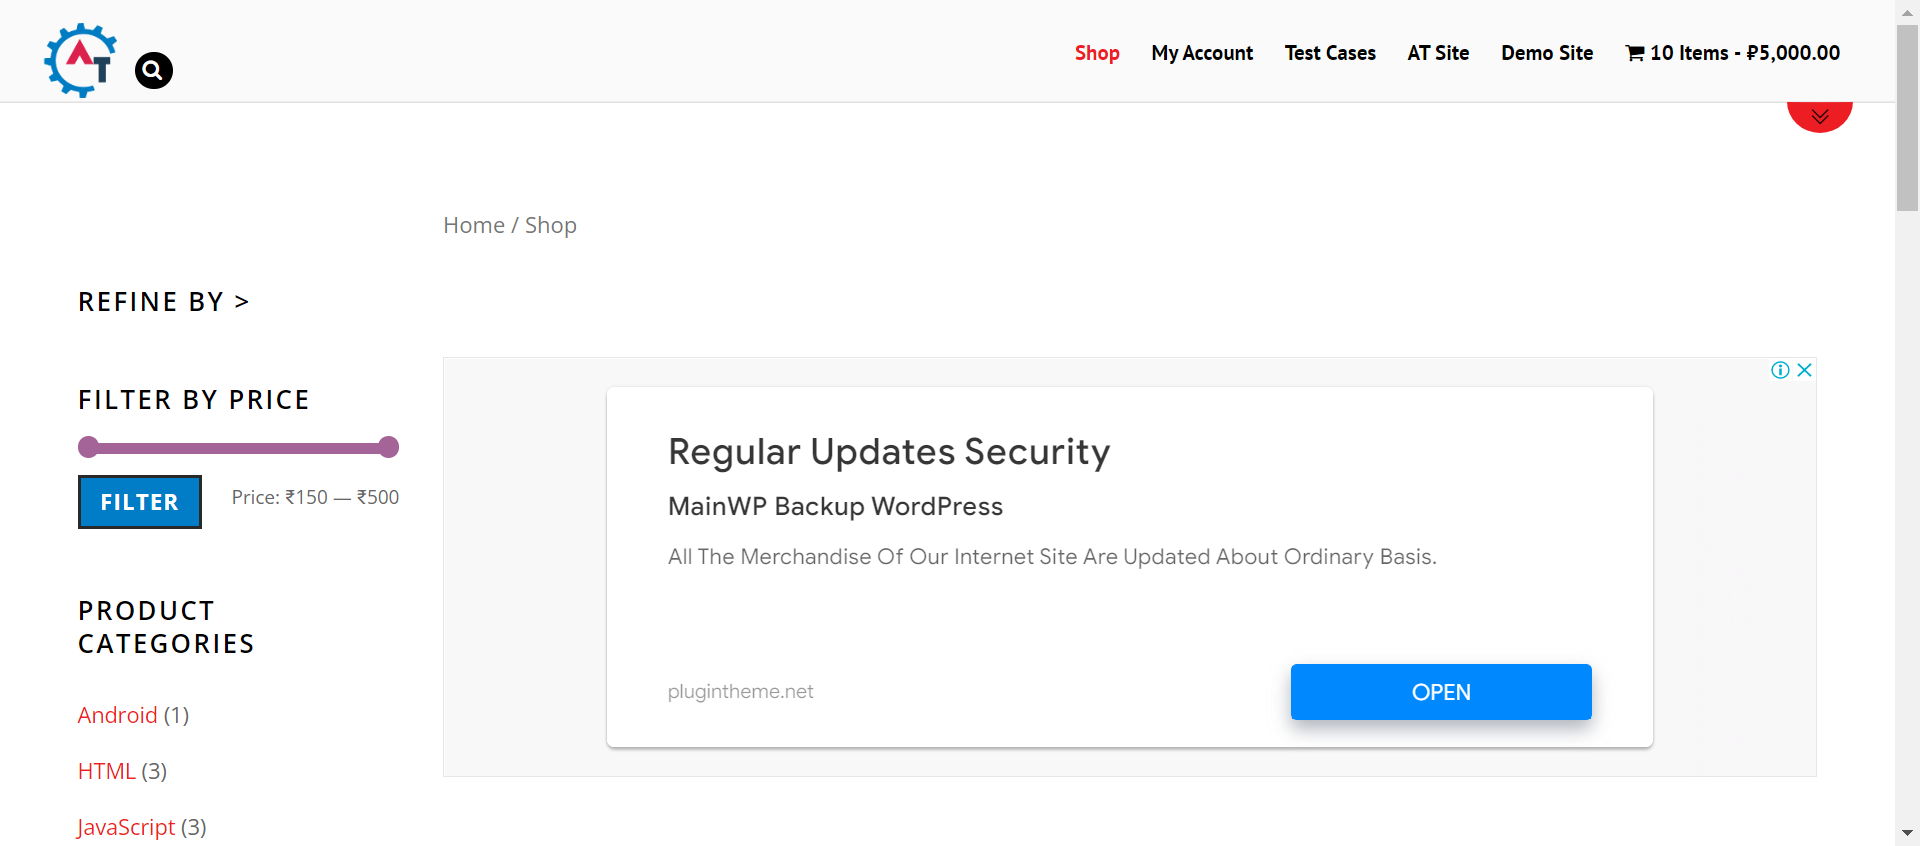 AT
Shop My Account Test Cases AT Site Demo Site 10 Items - ₽5,000.00
Home / Shop
REFINE BY >
FILTER BY PRICE
FILTER Price: ₹150 — ₹500
PRODUCT
CATEGORIES
Android (1)
HTML (3)
JavaScript (3)
Regular Updates Security
MainWP Backup WordPress
All The Merchandise Of Our Internet Site Are Updated About Ordinary Basis.
plugintheme.net OPEN